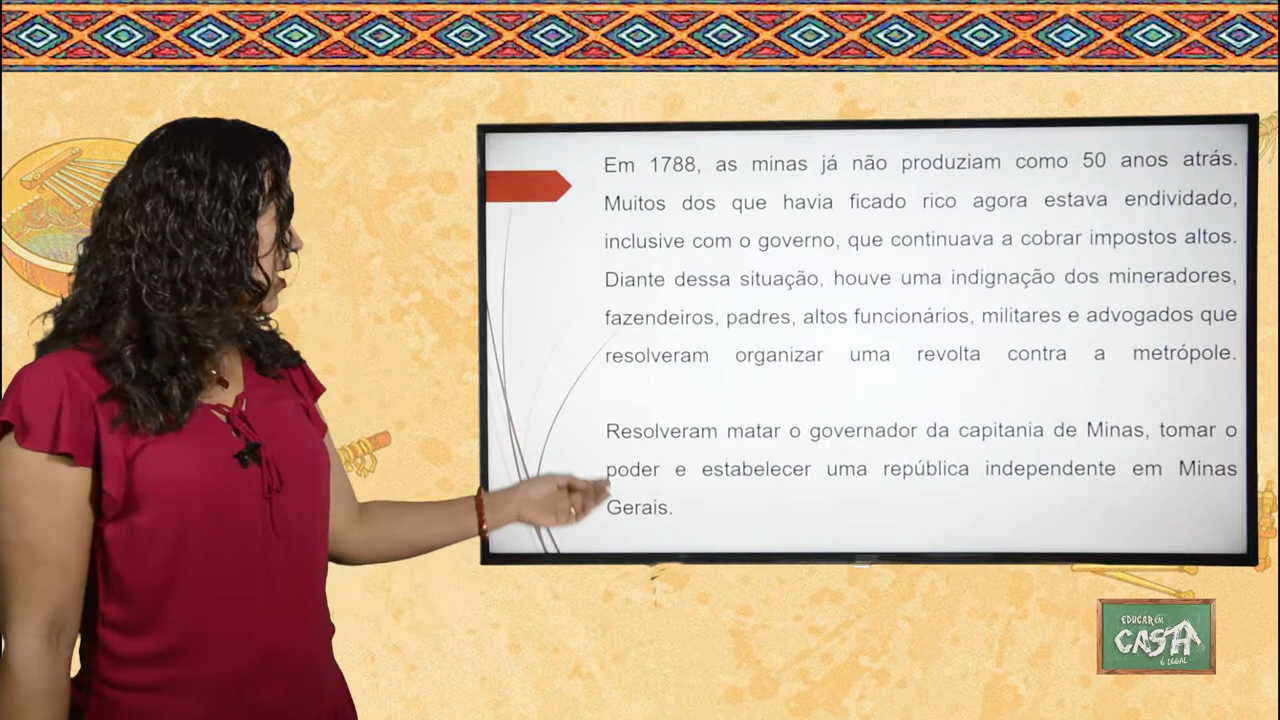 Em 1788, as minas já não produziam como 50 anos atrás.
Muitos dos que havia ficado rico agora estava endividado,
inclusive com o governo, que continuava a cobrar impostos altos.
Diante dessa situação, houve uma indignação dos mineradores,
fazendeiros, padres, altos funcionários, militares e advogados que
resolveram organizar uma revolta contra a metrópole.
Resolveram matar o governador da capitania de Minas, tomar o
poder e estabelecer uma república independente em Minas
Gerais.
EDUCAR EM
CASA
É LEGAL